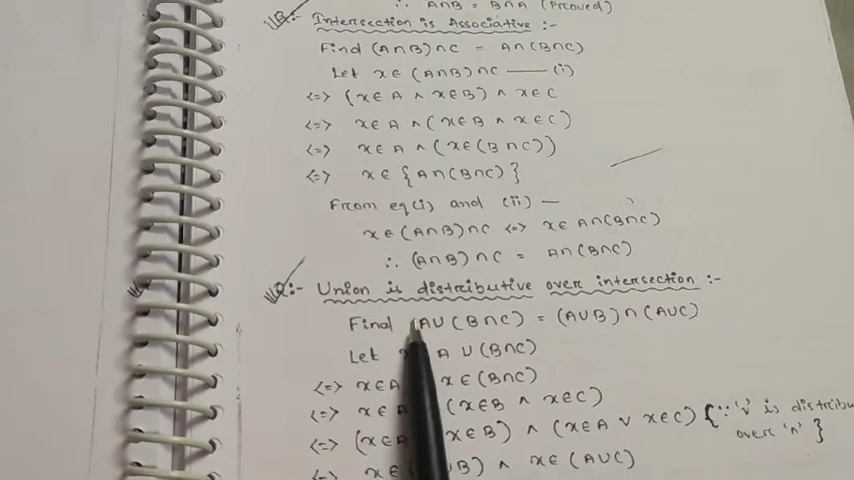 ∴ A∩B = B∩A (Proved)
Q:- Intersection is Associative :-
Find (A∩B)∩C = A∩(B∩C)
Let x∈(A∩B)∩C —— (i)
<=> (x∈A ∧ x∈B) ∧ x∈C
<=> x∈A ∧ (x∈B ∧ x∈C)
<=> x∈A ∧ (x∈(B∩C))
<=> x∈{A∩(B∩C)}
From eq(i) and (ii) —
x∈(A∩B)∩C <=> x∈A∩(B∩C)
∴ (A∩B)∩C = A∩(B∩C)
Q:- Union is distributive over intersection :-
Find AU(B∩C) = (AUB)∩(AUC)
Let A U(B∩C)
<=> x∈A x∈(B∩C)
<=> x∈A (x∈B ∧ x∈C)
<=> (x∈A x∈B) ∧ (x∈A ∨ x∈C) {∵ 'v' is distribu
over '∧' }
<=> x∈ UB) ∧ x∈(AUC)